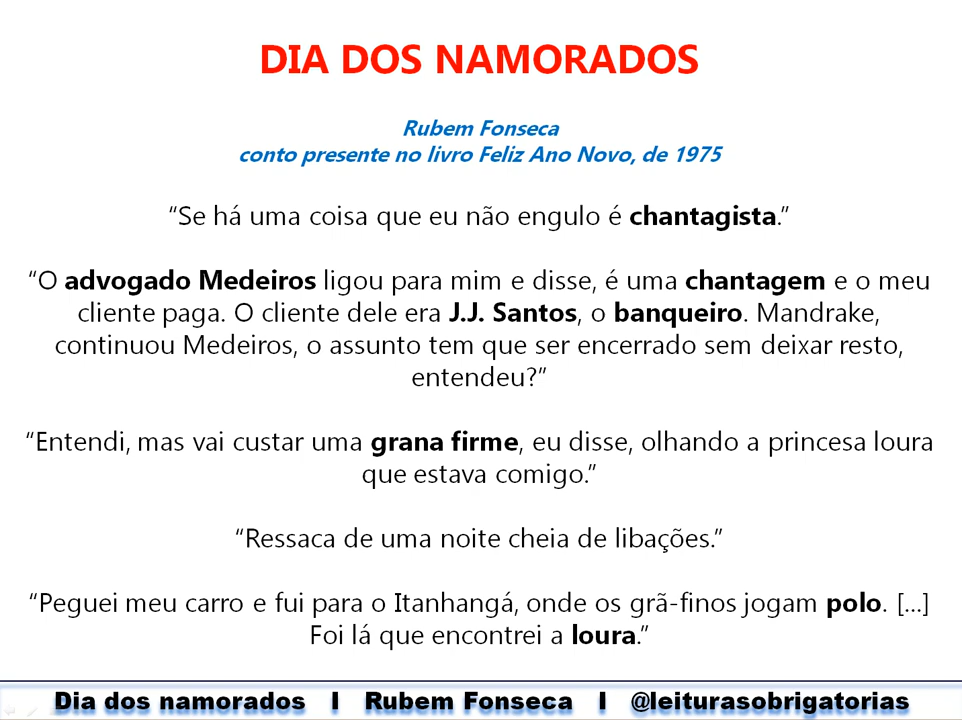 DIA DOS NAMORADOS
Rubem Fonseca
conto presente no livro Feliz Ano Novo, de 1975
“Se há uma coisa que eu não engulo é chantagista.”
“O advogado Medeiros ligou para mim e disse, é uma chantagem e o meu
cliente paga. O cliente dele era J.J. Santos, o banqueiro. Mandrake,
continuou Medeiros, o assunto tem que ser encerrado sem deixar resto,
entendeu?”
“Entendi, mas vai custar uma grana firme, eu disse, olhando a princesa loura
que estava comigo.“
“Ressaca de uma noite cheia de libações.”
“Peguei meu carro e fui para o Itanhangá, onde os grã-finos jogam polo. [...]
Foi lá que encontrei a loura.”
Dia dos namorados I Rubem Fonseca I @leiturasobrigatorias